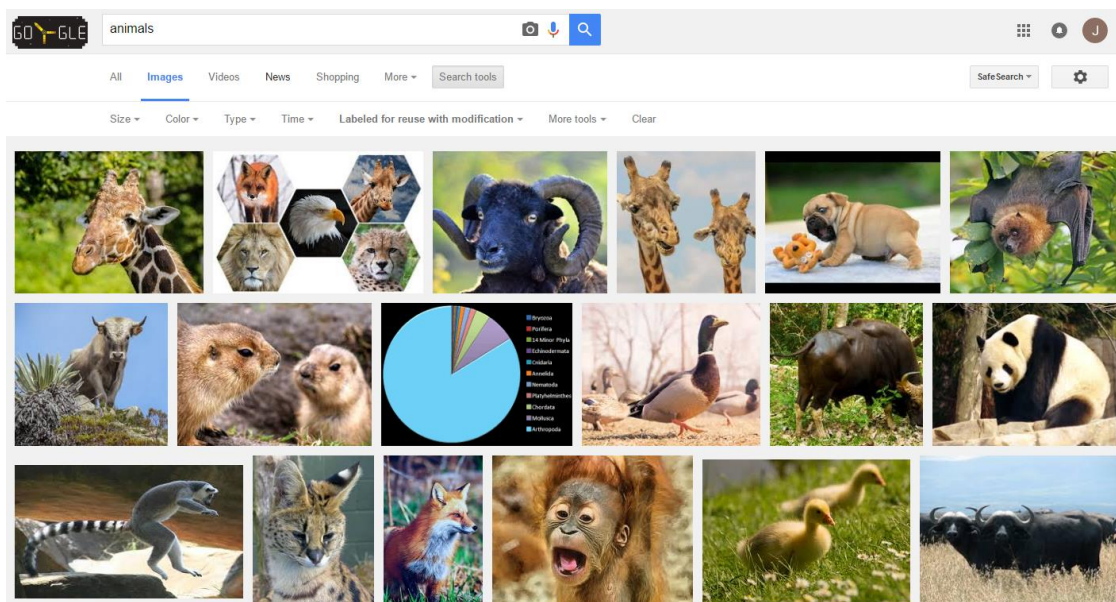 GO GLE
animals
J
All Images Videos News Shopping More Search tools
SafeSearch
Size Color Type Time Labeled for reuse with modification More tools Clear
Bryozoa
Porifera
14 Minor Phyla
Echinodermata
Cnidaria
Annelida
Nematoda
Platyhelminthes
Chordata
Mollusca
Arthropoda